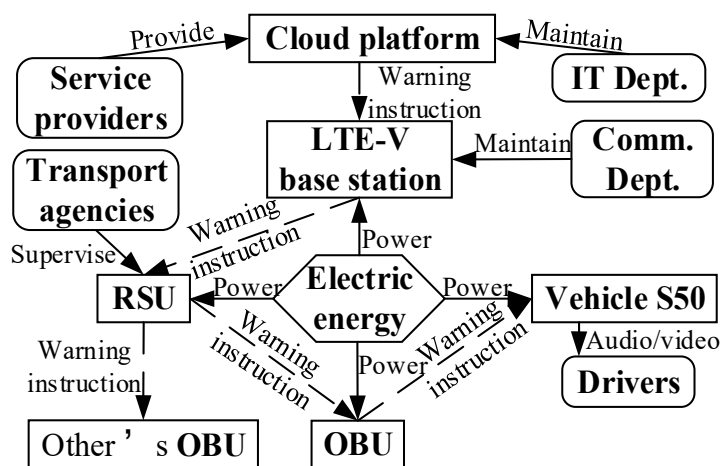 Provide
Cloud platform
Maintain
Service
providers
Warning
instruction
IT Dept.
LTE-V
base station
Maintain
Comm.
Dept.
Transport
agencies
Warning
instruction
Supervise
Power
RSU
Power
Electric
energy
Power
Vehicle S50
Warning
instruction
Warning
instruction
Power
Warning
instruction
Audio/video
Drivers
Other’s OBU
OBU